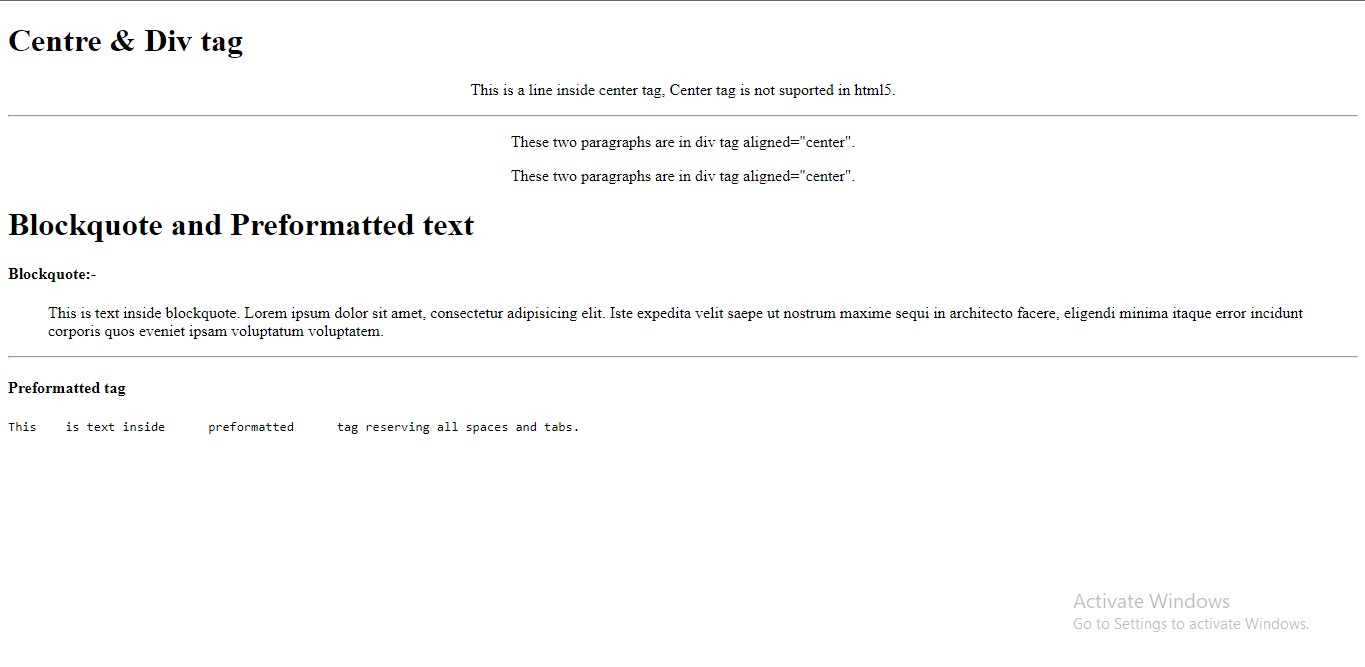 Centre & Div tag
This is a line inside center tag, Center tag is not suported in html5.
These two paragraphs are in div tag aligned="center".
These two paragraphs are in div tag aligned="center".
Blockquote and Preformatted text
Blockquote:-
This is text inside blockquote. Lorem ipsum dolor sit amet, consectetur adipisicing elit. Iste expedita velit saepe ut nostrum maxime sequi in architecto facere, eligendi minima itaque error incidunt
corporis quos eveniet ipsam voluptatum voluptatem.
Preformatted tag
This    is text inside      preformatted      tag reserving all spaces and tabs.
Activate Windows
Go to Settings to activate Windows.